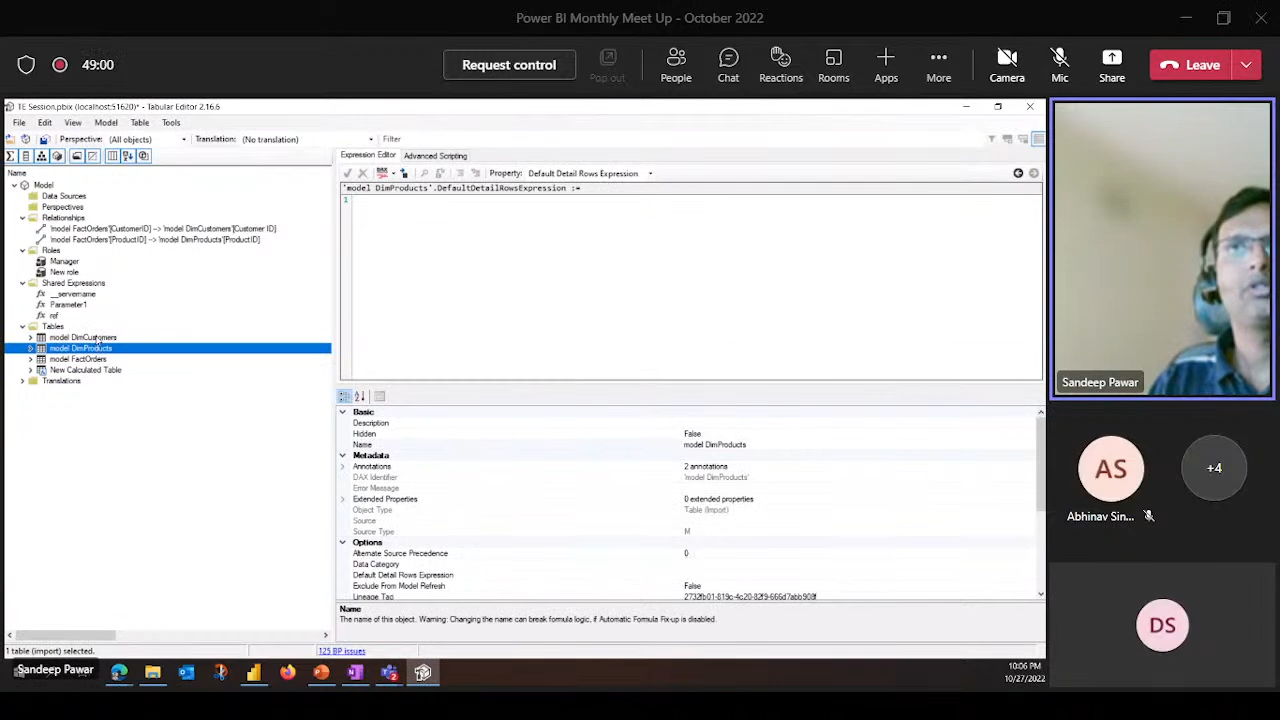 Power BI Monthly Meet Up - October 2022
49:00
Request control
Pop out
People
Chat
Reactions
Rooms
Apps
More
Camera
Mic
Share
Leave
TE Session.pbix (localhost:51620)* - Tabular Editor 2.16.6
File Edit View Model Table Tools
Perspective: (All objects) Translation: (No translation) Filter
Name
Model
Data Sources
Perspectives
Relationships
'model FactOrders'[CustomerID] --> 'model DimCustomers'[Customer ID]
'model FactOrders'[ProductID] --> 'model DimProducts'[ProductID]
Roles
Manager
New role
Shared Expressions
__servername
Parameter1
ref
Tables
model DimCustomers
model DimProducts
model FactOrders
New Calculated Table
Translations
Expression Editor Advanced Scripting
DAX Property: Default Detail Rows Expression
'model DimProducts'.DefaultDetailRowsExpression :=
1
Basic
Description
Hidden False
Name model DimProducts
Metadata
Annotations 2 annotations
DAX Identifier 'model DimProducts'
Error Message
Extended Properties 0 extended properties
Object Type Table (Import)
Source
Source Type M
Options
Alternate Source Precedence 0
Data Category
Default Detail Rows Expression
Exclude From Model Refresh False
Lineage Tag 2732fb01-819c-4c20-82f9-666d7abb908f
Name
The name of this object. Warning: Changing the name can break formula logic, if Automatic Formula Fix-up is disabled.
1 table (import) selected.
125 BP issues
Sandeep Pawar
10:06 PM
10/27/2022
Sandeep Pawar
AS
+4
Abhinav Sin...
DS